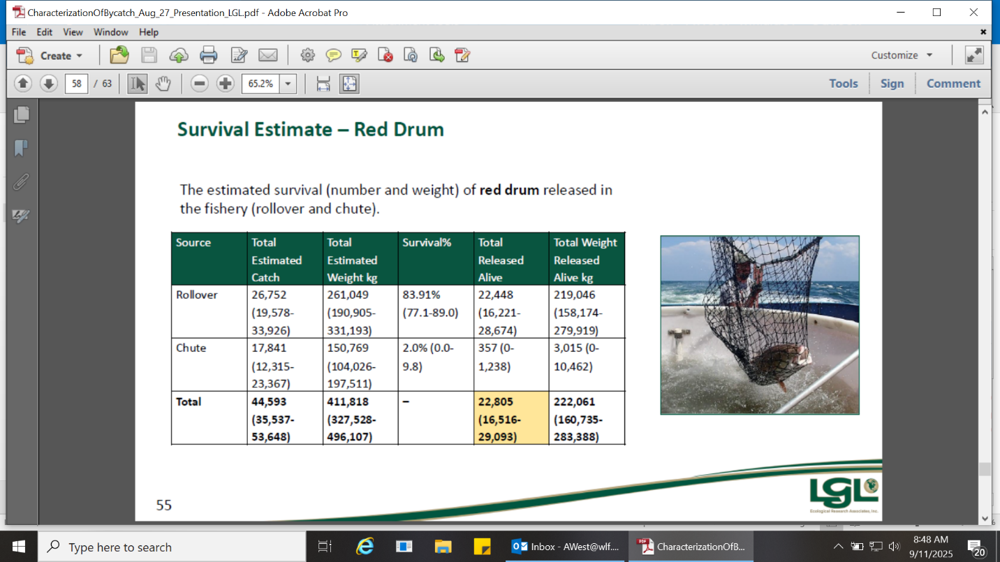 CharacterizationOfBycatch_Aug_27_Presentation_LGL.pdf - Adobe Acrobat Pro
File Edit View Window Help
Create
Customize
58 / 63
65.2%
Tools Sign Comment
Survival Estimate – Red Drum
The estimated survival (number and weight) of red drum released in
the fishery (rollover and chute).
Source
Total
Estimated
Catch
Total
Estimated
Weight kg
Survival%
Total
Released
Alive
Total Weight
Released
Alive kg
Rollover
26,752
(19,578-
33,926)
261,049
(190,905-
331,193)
83.91%
(77.1-89.0)
22,448
(16,221-
28,674)
219,046
(158,174-
279,919)
Chute
17,841
(12,315-
23,367)
150,769
(104,026-
197,511)
2.0% (0.0-
9.8)
357 (0-
1,238)
3,015 (0-
10,462)
Total
44,593
(35,537-
53,648)
411,818
(327,528-
496,107)
–
22,805
(16,516-
29,093)
222,061
(160,735-
283,388)
LGL
Ecological Research Associates, Inc.
55
Type here to search
Inbox - AWest@wlf....
CharacterizationOfB...
8:48 AM
9/11/2025
20